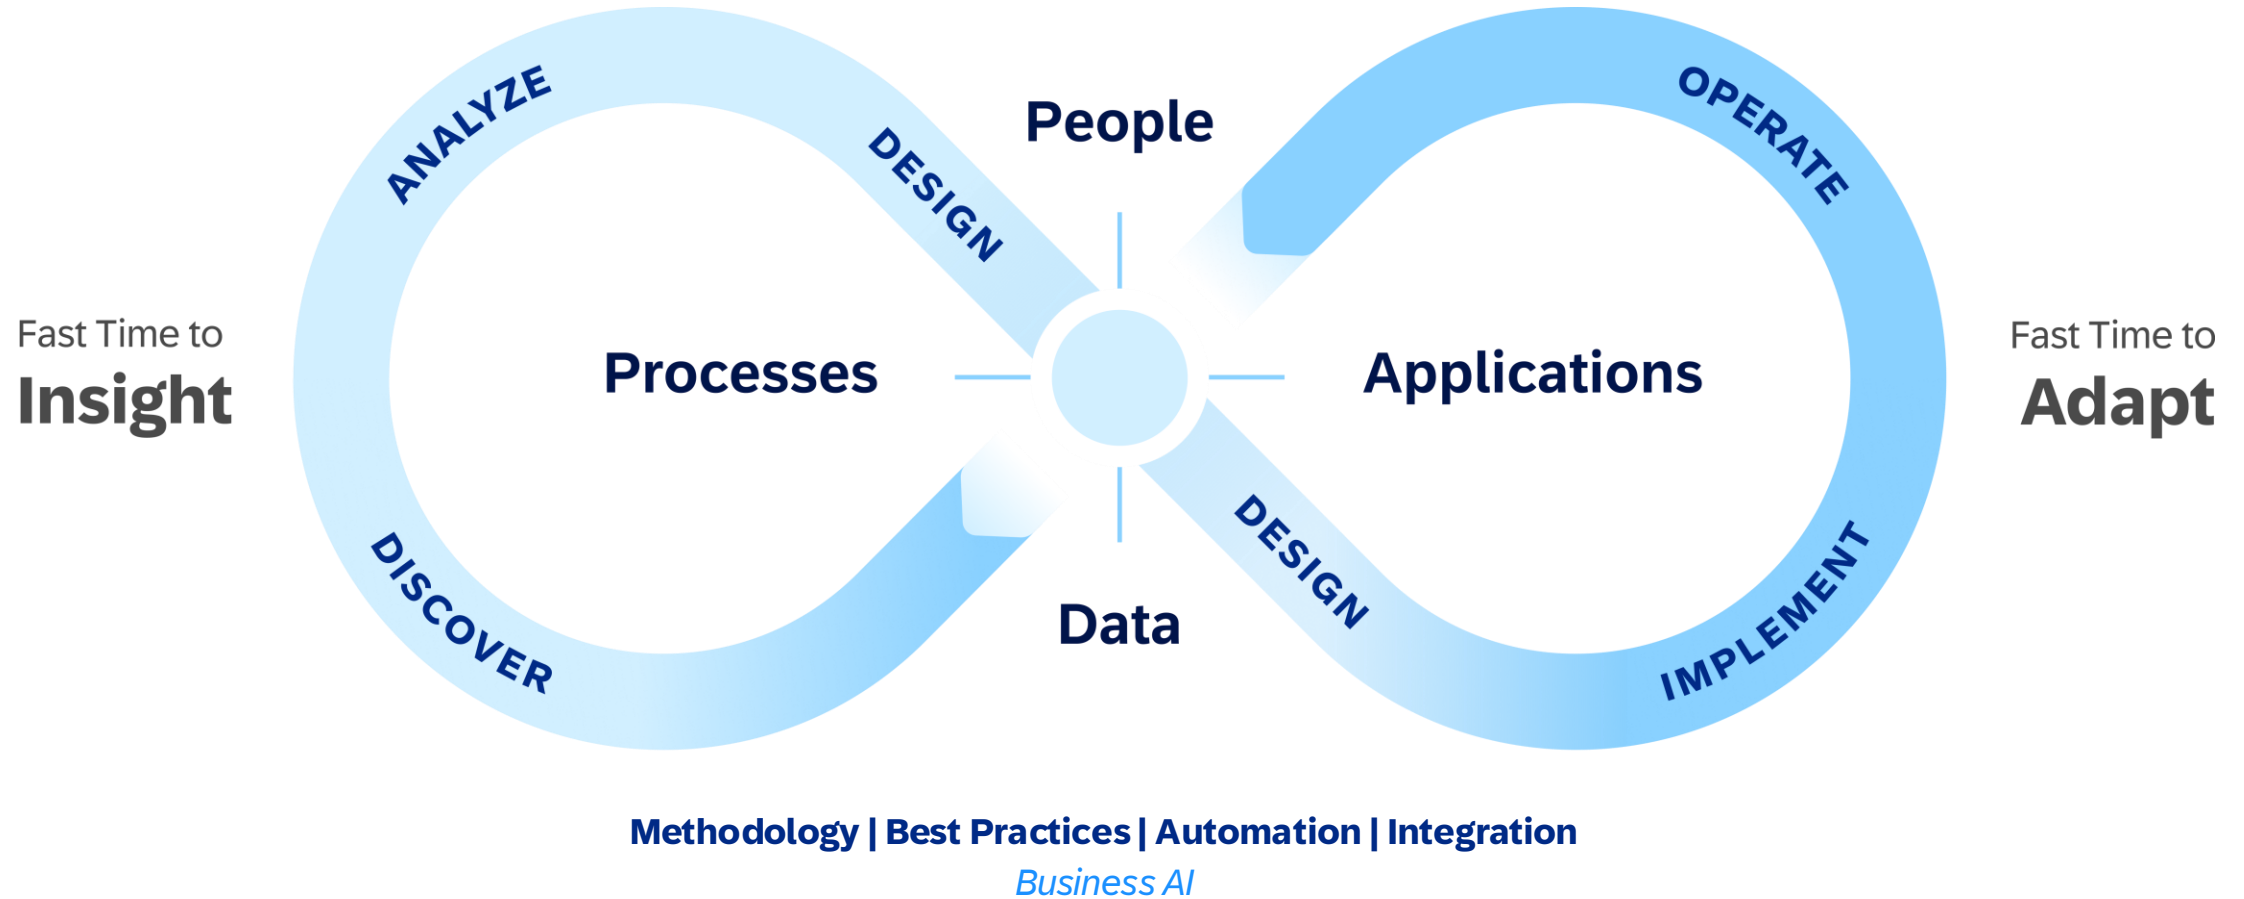 ANALYZE
DESIGN
People
OPERATE
Fast Time to
Insight
Processes
Applications
Fast Time to
Adapt
DISCOVER
Data
DESIGN
IMPLEMENT
Methodology | Best Practices | Automation | Integration
Business AI